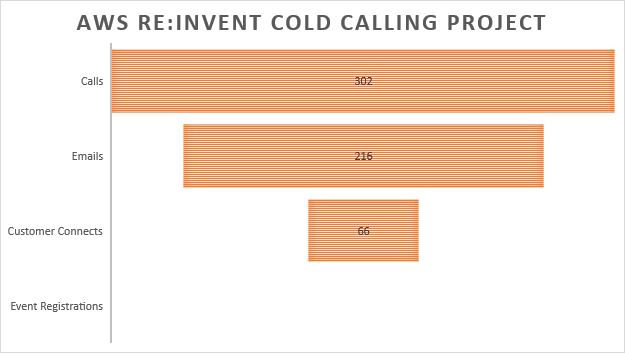 AWS RE:INVENT COLD CALLING PROJECT
Calls
302
Emails
216
Customer Connects
66
Event Registrations